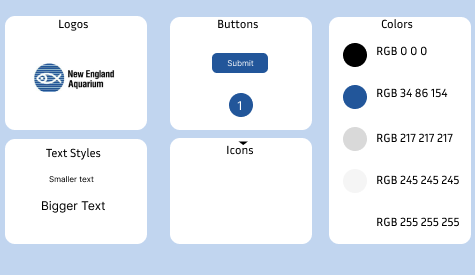 Logos
New England
Aquarium
Buttons
Submit
1
Colors
RGB 0 0 0
RGB 34 86 154
RGB 217 217 217
RGB 245 245 245
RGB 255 255 255
Text Styles
Smaller text
Bigger Text
Icons